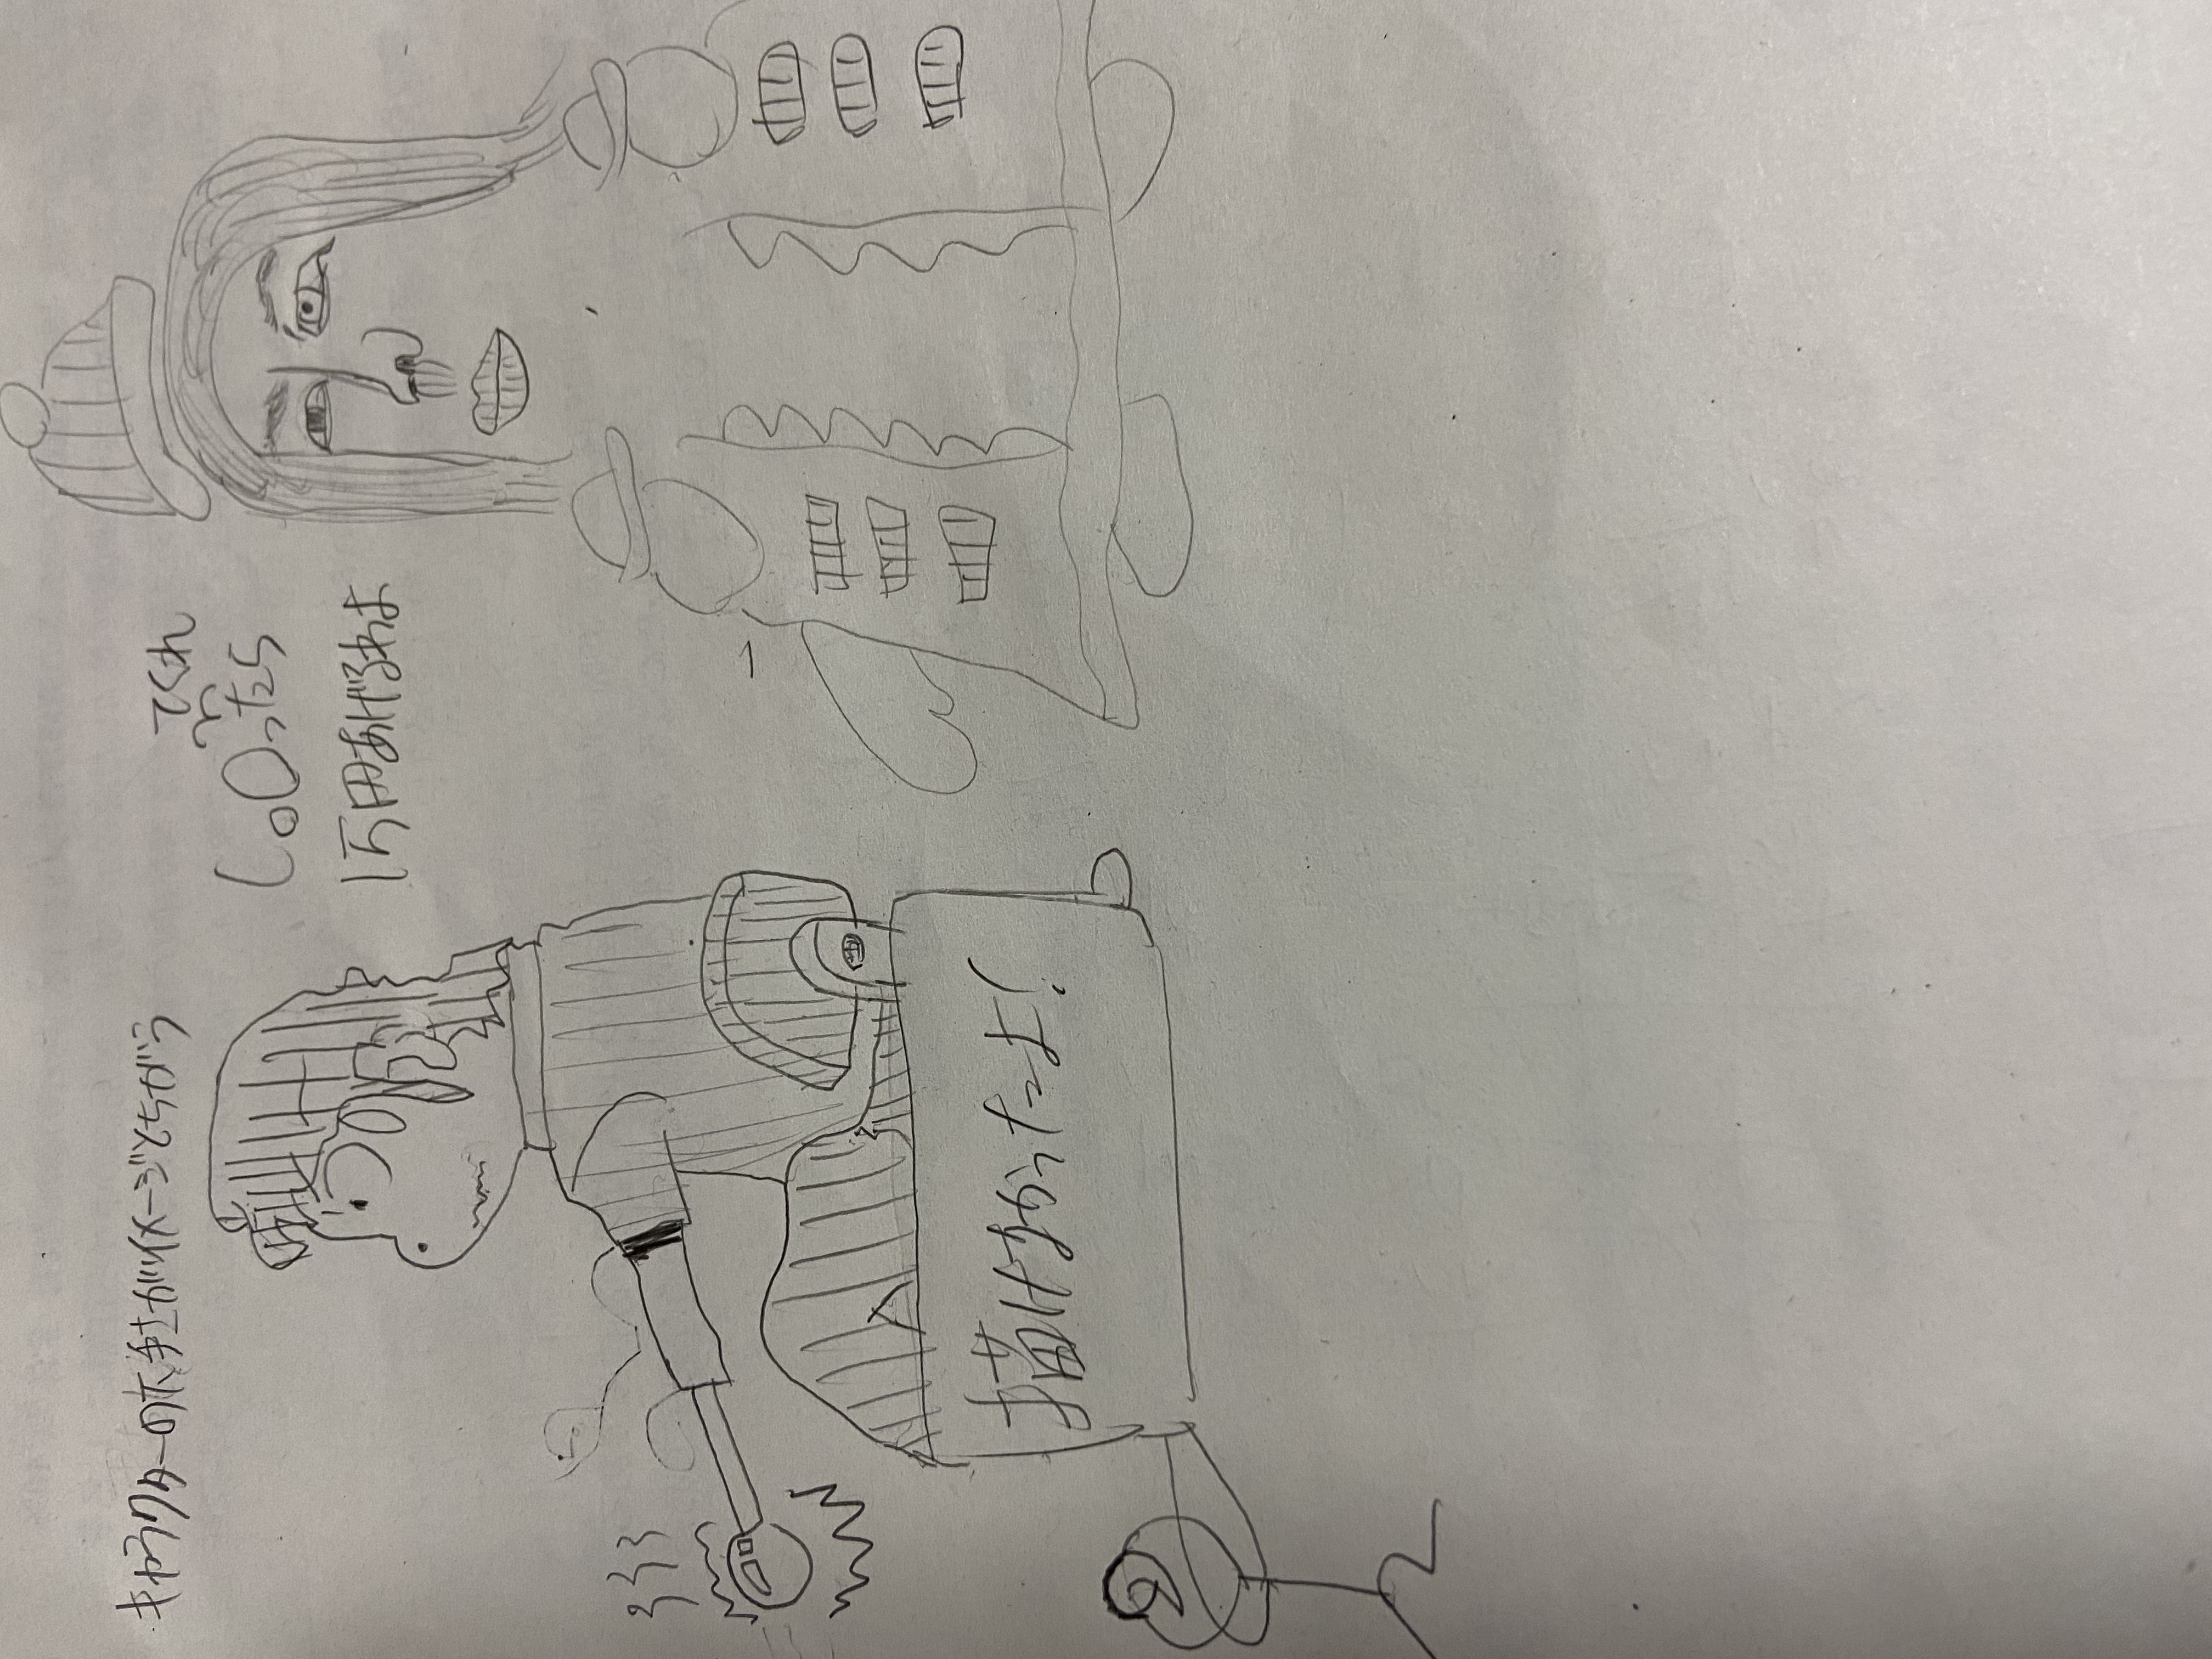 キャラクターの大きさがイメージとちがう
てくれ
ったら
1万円あげるわよ
描けなかったよ!